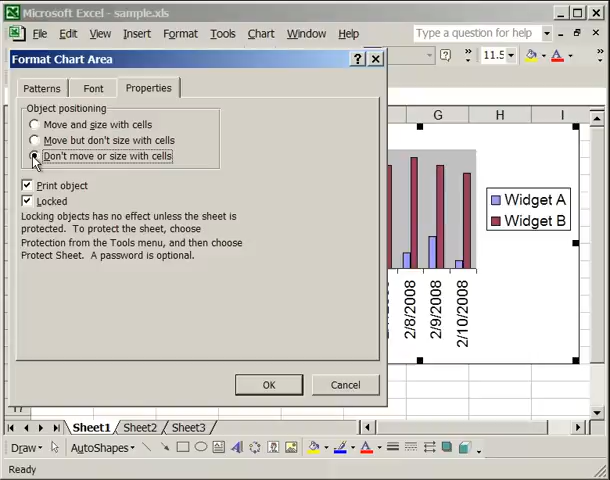 Microsoft Excel - sample.xls
File Edit View Insert Format Tools Chart Window Help
Type a question for help
11.5
Format Chart Area
Patterns Font Properties
Object positioning
Move and size with cells
Move but don't size with cells
Don't move or size with cells
Print object
Locked
Locking objects has no effect unless the sheet is
protected. To protect the sheet, choose
Protection from the Tools menu, and then choose
Protect Sheet. A password is optional.
OK Cancel
G H I
Widget A
Widget B
2/8/2008
2/9/2008
2/10/2008
17
Sheet1 Sheet2 Sheet3
Draw AutoShapes
Ready